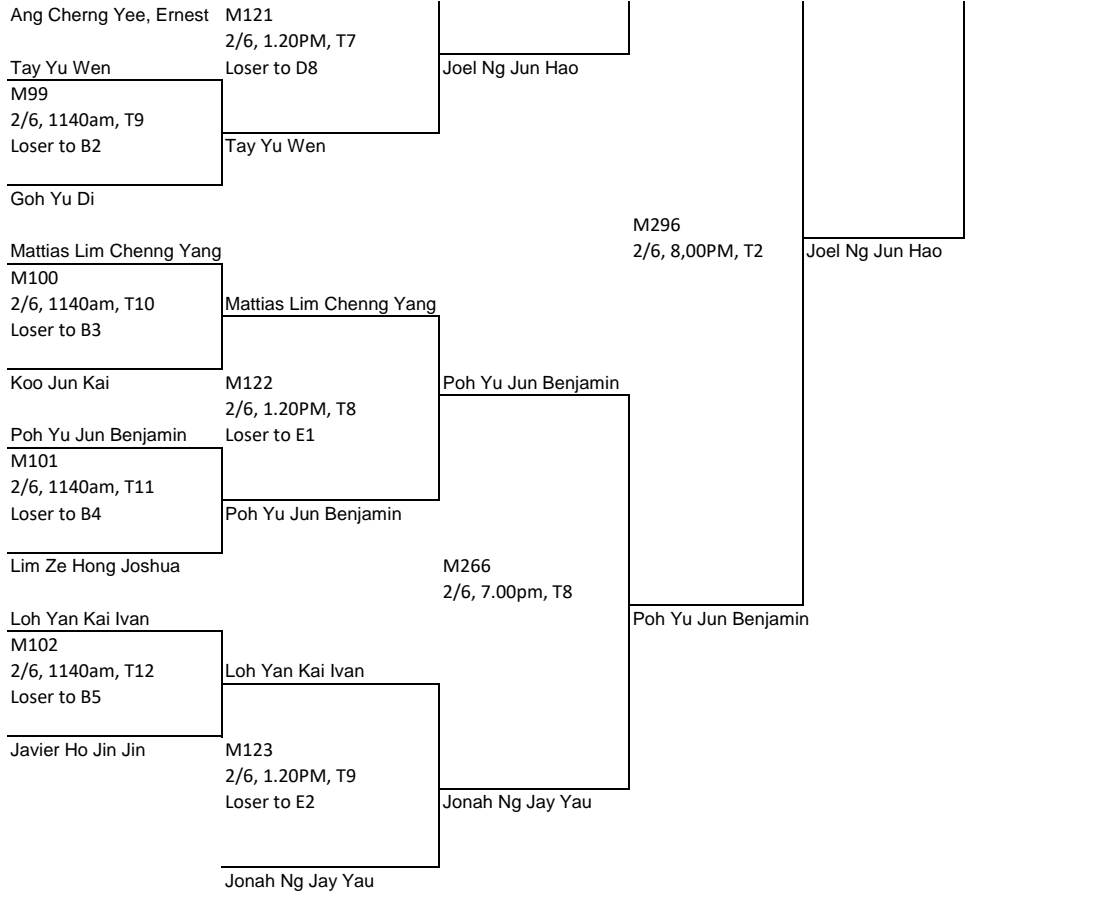 Ang Cherng Yee, Ernest
M121
2/6, 1.20PM, T7
Tay Yu Wen
Loser to D8
Joel Ng Jun Hao
M99
2/6, 1140am, T9
Loser to B2
Tay Yu Wen
Goh Yu Di
M296
Mattias Lim Chenng Yang
2/6, 8,00PM, T2
Joel Ng Jun Hao
M100
2/6, 1140am, T10
Mattias Lim Chenng Yang
Loser to B3
Koo Jun Kai
M122
Poh Yu Jun Benjamin
2/6, 1.20PM, T8
Poh Yu Jun Benjamin
Loser to E1
M101
2/6, 1140am, T11
Loser to B4
Poh Yu Jun Benjamin
Lim Ze Hong Joshua
M266
2/6, 7.00pm, T8
Loh Yan Kai Ivan
Poh Yu Jun Benjamin
M102
2/6, 1140am, T12
Loh Yan Kai Ivan
Loser to B5
Javier Ho Jin Jin
M123
2/6, 1.20PM, T9
Loser to E2
Jonah Ng Jay Yau
Jonah Ng Jay Yau